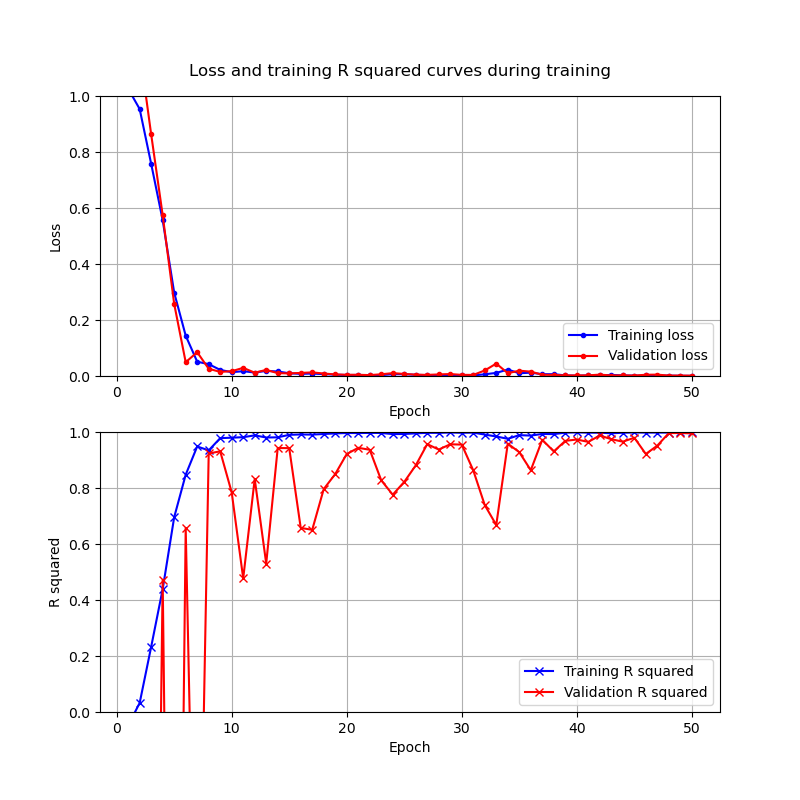 Loss and training R squared curves during training
1.0
0.8
0.6
0.4
0.2
0.0
Loss
Training loss
Validation loss
0 10 20 30 40 50
Epoch
1.0
0.8
0.6
0.4
0.2
0.0
R squared
Training R squared
Validation R squared
0 10 20 30 40 50
Epoch